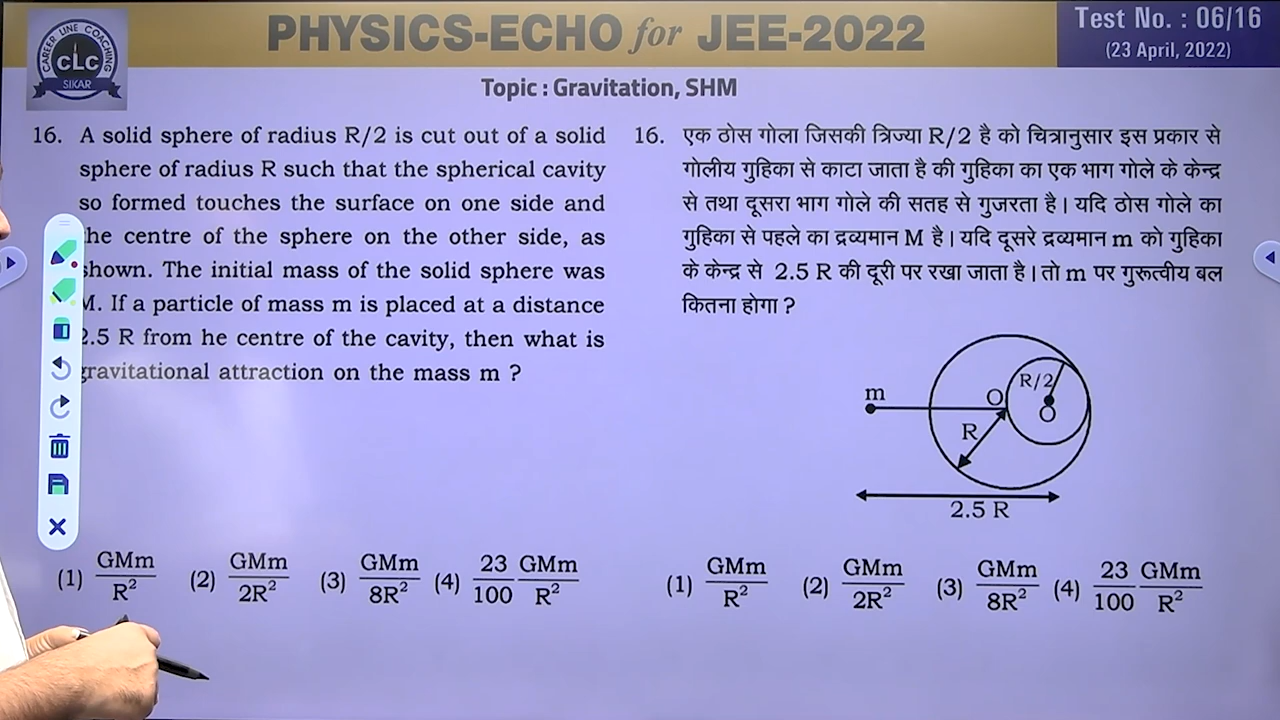 PHYSICS-ECHO for JEE-2022
Test No. : 06/16
(23 April, 2022)
CAREER LINE COACHING
CLC
SIKAR
Topic : Gravitation, SHM
16. A solid sphere of radius R/2 is cut out of a solid
sphere of radius R such that the spherical cavity
so formed touches the surface on one side and
the centre of the sphere on the other side, as
shown. The initial mass of the solid sphere was
M. If a particle of mass m is placed at a distance
2.5 R from he centre of the cavity, then what is
gravitational attraction on the mass m ?
(1) GMm/R² (2) GMm/2R² (3) GMm/8R² (4) 23/100 GMm/R²
16. एक ठोस गोला जिसकी त्रिज्या R/2 है को चित्रानुसार इस प्रकार से
गोलीय गुहिका से काटा जाता है की गुहिका का एक भाग गोले के केन्द्र
से तथा दूसरा भाग गोले की सतह से गुजरता है। यदि ठोस गोले का
गुहिका से पहले का द्रव्यमान M है। यदि दूसरे द्रव्यमान m को गुहिका
के केन्द्र से 2.5 R की दूरी पर रखा जाता है। तो m पर गुरूत्वीय बल
कितना होगा ?
m
O
R/2
O
R
2.5 R
(1) GMm/R² (2) GMm/2R² (3) GMm/8R² (4) 23/100 GMm/R²